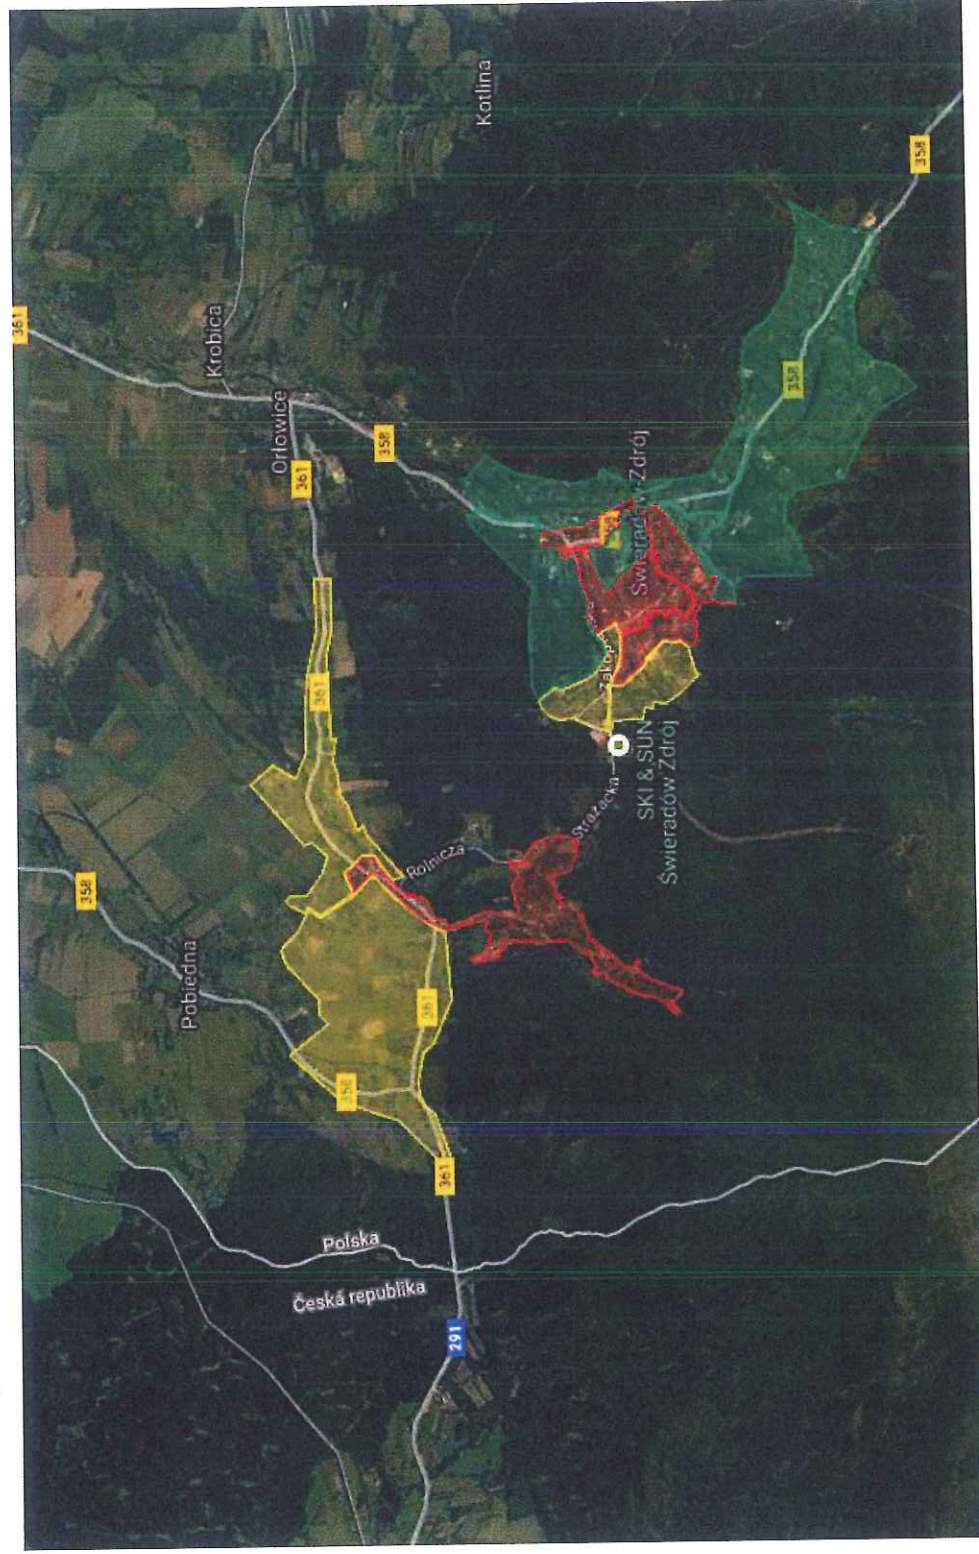 361
358
Pobiedna
Krobica
Orłowice
361
361
358
Polska
Česká republika
358
361
Rolnicza
361
291
Kotlina
Strażacka
Świeradów-Zdrój
SKI & SUN
Świeradów Zdrój
358
358